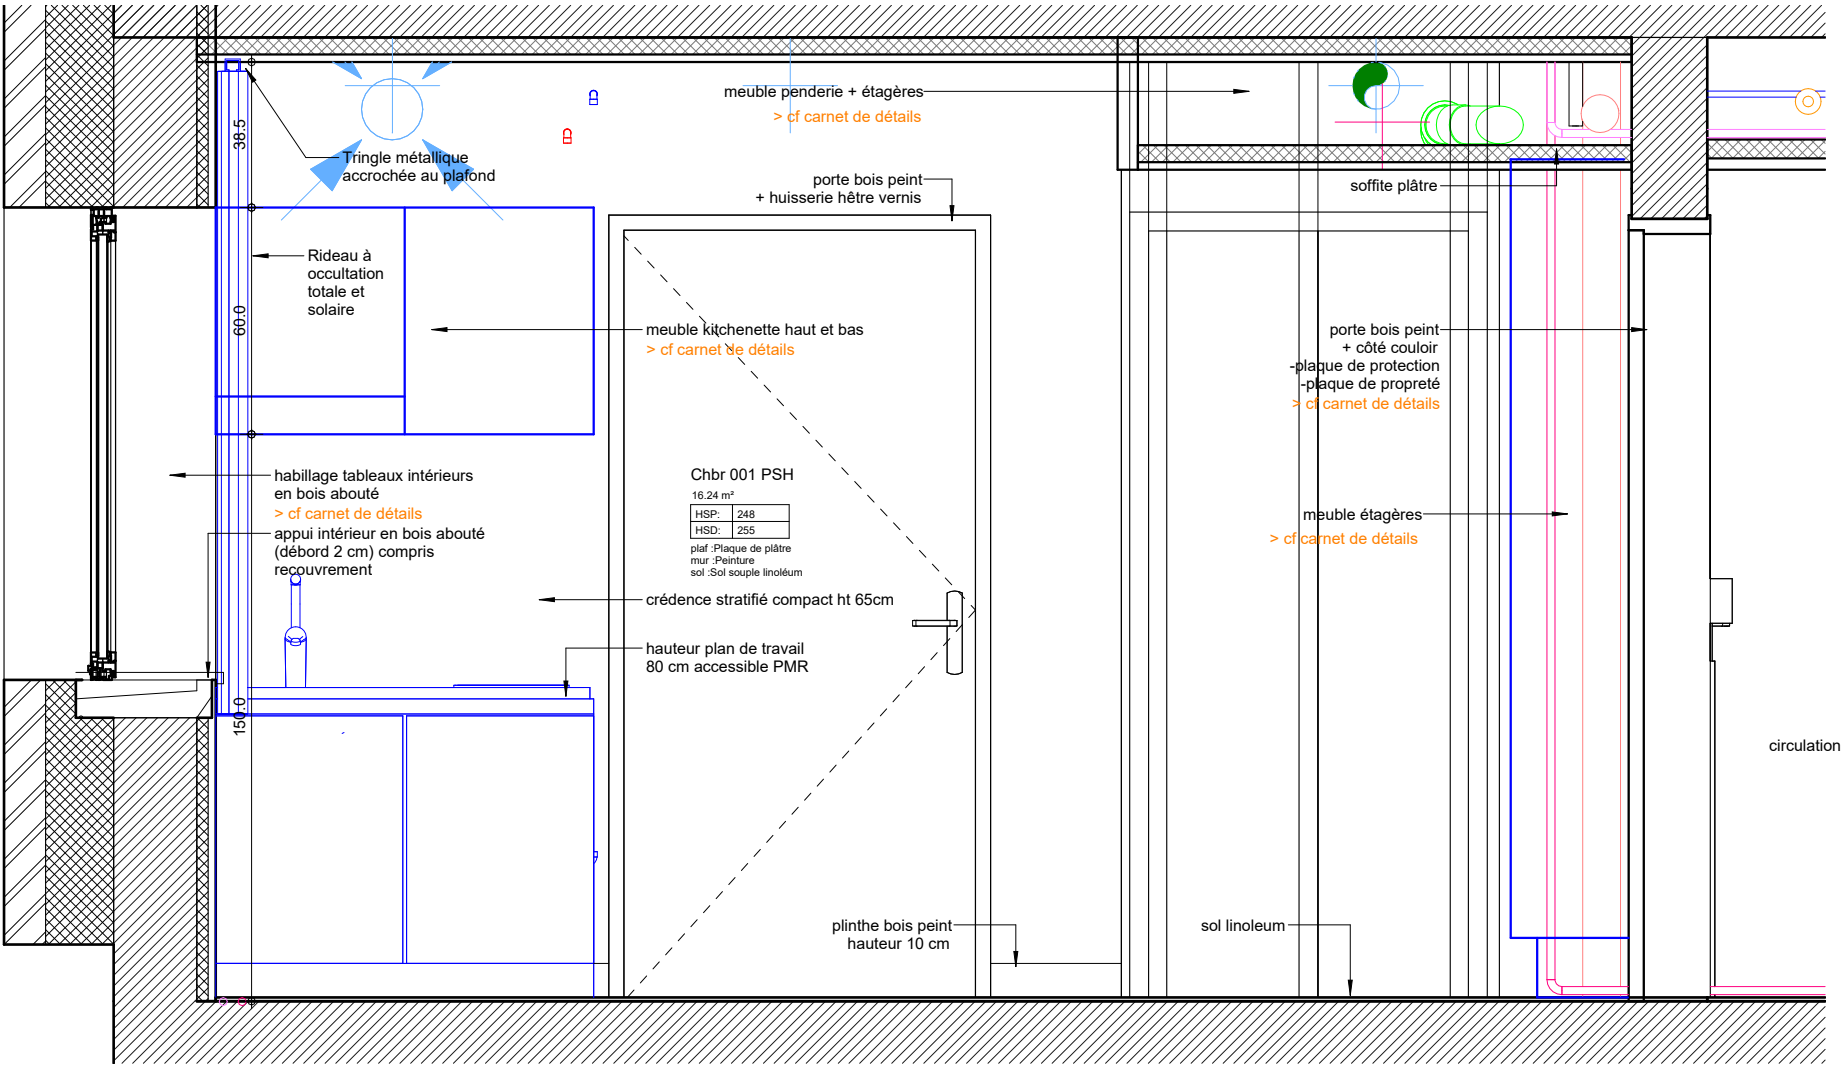 meuble penderie + étagères
> cf carnet de détails
38.5
Tringle métallique
accrochée au plafond
porte bois peint
+ huisserie hêtre vernis
soffite plâtre
Rideau à
occultation
totale et
solaire
60.0
meuble kitchenette haut et bas
> cf carnet de détails
porte bois peint
+ côté couloir
-plaque de protection
-plaque de propreté
> cf carnet de détails
habillage tableaux intérieurs
en bois abouté
> cf carnet de détails
appui intérieur en bois abouté
(débord 2 cm) compris
recouvrement
Chbr 001 PSH
16.24 m²
HSP: 248
HSD: 255
plaf :Plaque de plâtre
mur :Peinture
sol :Sol souple linoléum
meuble étagères
> cf carnet de détails
crédence stratifié compact ht 65cm
hauteur plan de travail
80 cm accessible PMR
150.0
circulation
plinthe bois peint
hauteur 10 cm
sol linoleum